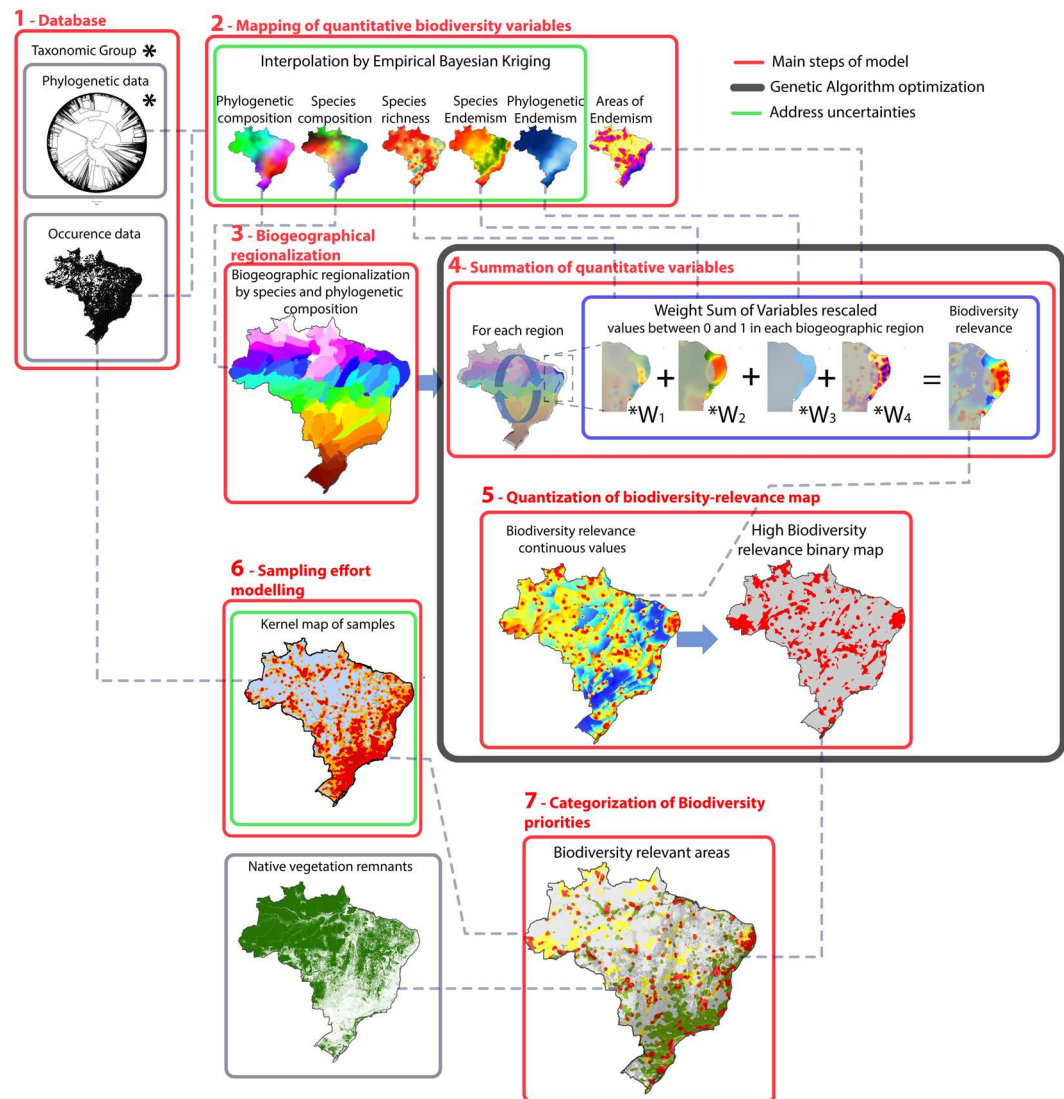 1 - Database
Taxonomic Group *
Phylogenetic data
*
Occurence data
2 - Mapping of quantitative biodiversity variables
Interpolation by Empirical Bayesian Kriging
Phylogenetic
composition
Species
composition
Species
richness
Species
Endemism
Phylogenetic
Endemism
Areas of
Endemism
Main steps of model
Genetic Algorithm optimization
Address uncertainties
3 - Biogeographical
regionalization
Biogeographic regionalization
by species and phylogenetic
composition
4- Summation of quantitative variables
For each region
Weight Sum of Variables rescaled
values between 0 and 1 in each biogeographic region
Biodiversity
relevance
+ + + =
*W1 *W2 *W3 *W4
5 - Quantization of biodiversity-relevance map
Biodiversity relevance
continuous values
High Biodiversity
relevance binary map
6 - Sampling effort
modelling
Kernel map of samples
7 - Categorization of Biodiversity
priorities
Biodiversity relevant areas
Native vegetation remnants